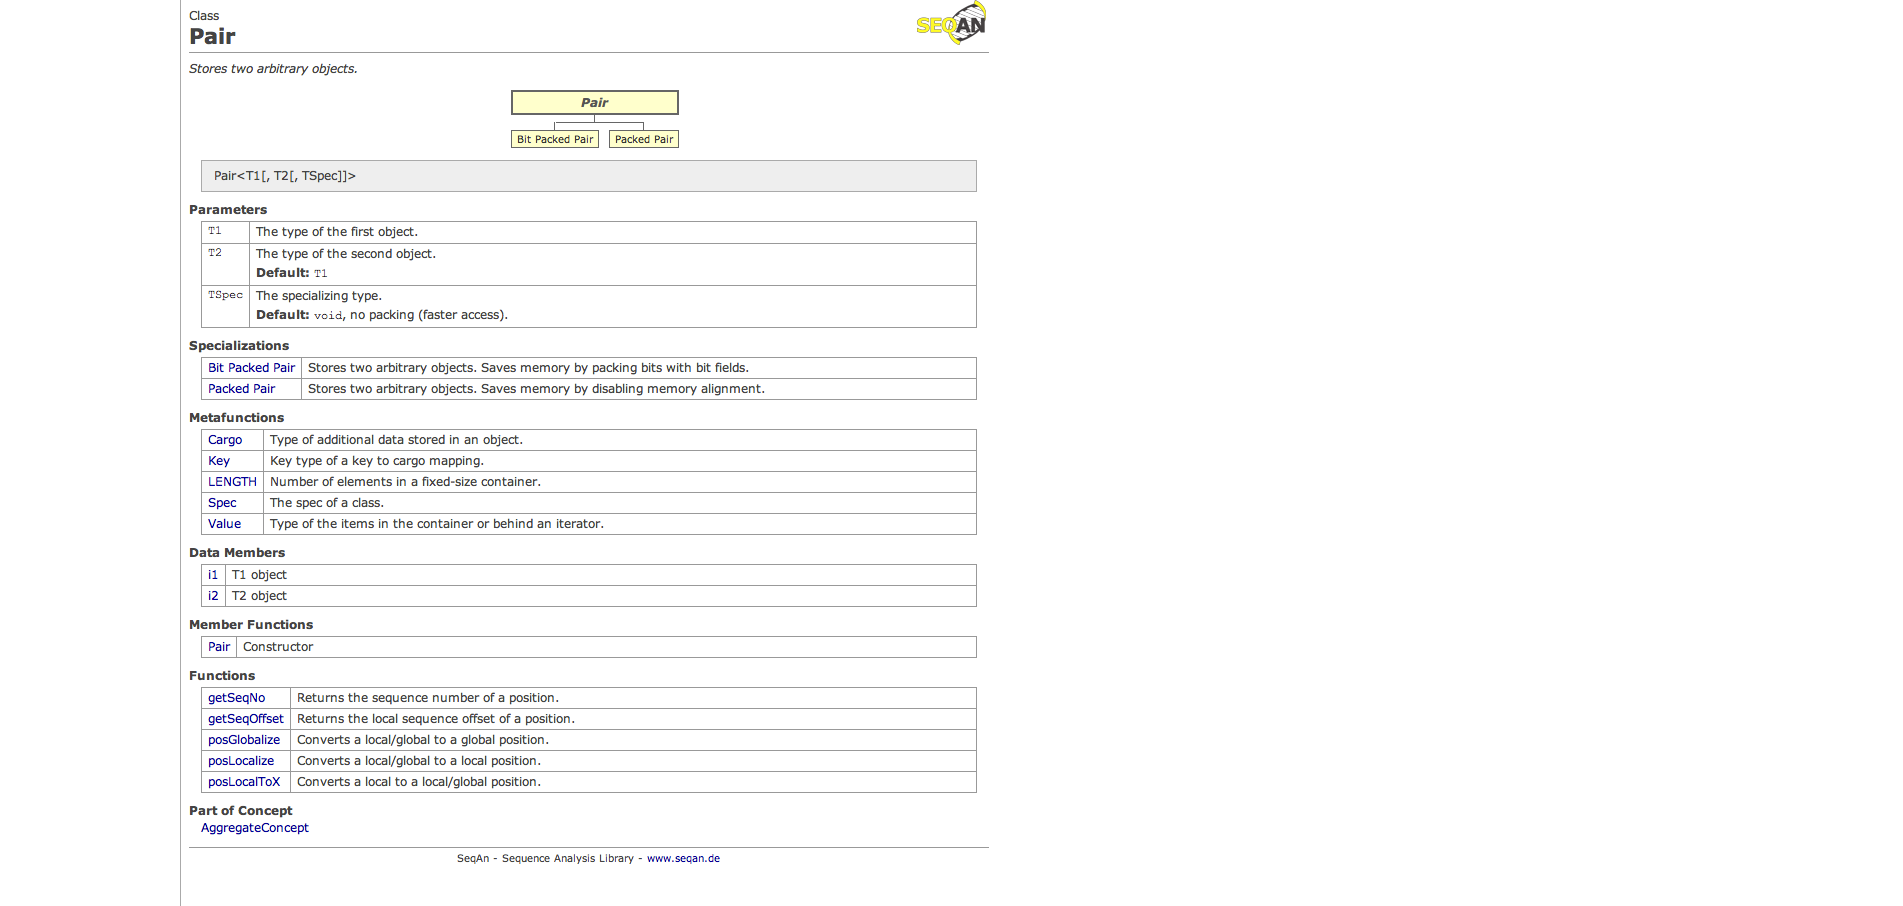 Class
Pair
SEQAN
Stores two arbitrary objects.
Pair
Bit Packed Pair Packed Pair
Pair<T1[, T2[, TSpec]]>
Parameters
T1 The type of the first object.
T2 The type of the second object.
Default: T1
TSpec The specializing type.
Default: void, no packing (faster access).
Specializations
Bit Packed Pair Stores two arbitrary objects. Saves memory by packing bits with bit fields.
Packed Pair Stores two arbitrary objects. Saves memory by disabling memory alignment.
Metafunctions
Cargo Type of additional data stored in an object.
Key Key type of a key to cargo mapping.
LENGTH Number of elements in a fixed-size container.
Spec The spec of a class.
Value Type of the items in the container or behind an iterator.
Data Members
i1 T1 object
i2 T2 object
Member Functions
Pair Constructor
Functions
getSeqNo Returns the sequence number of a position.
getSeqOffset Returns the local sequence offset of a position.
posGlobalize Converts a local/global to a global position.
posLocalize Converts a local/global to a local position.
posLocalToX Converts a local to a local/global position.
Part of Concept
AggregateConcept
SeqAn - Sequence Analysis Library - www.seqan.de